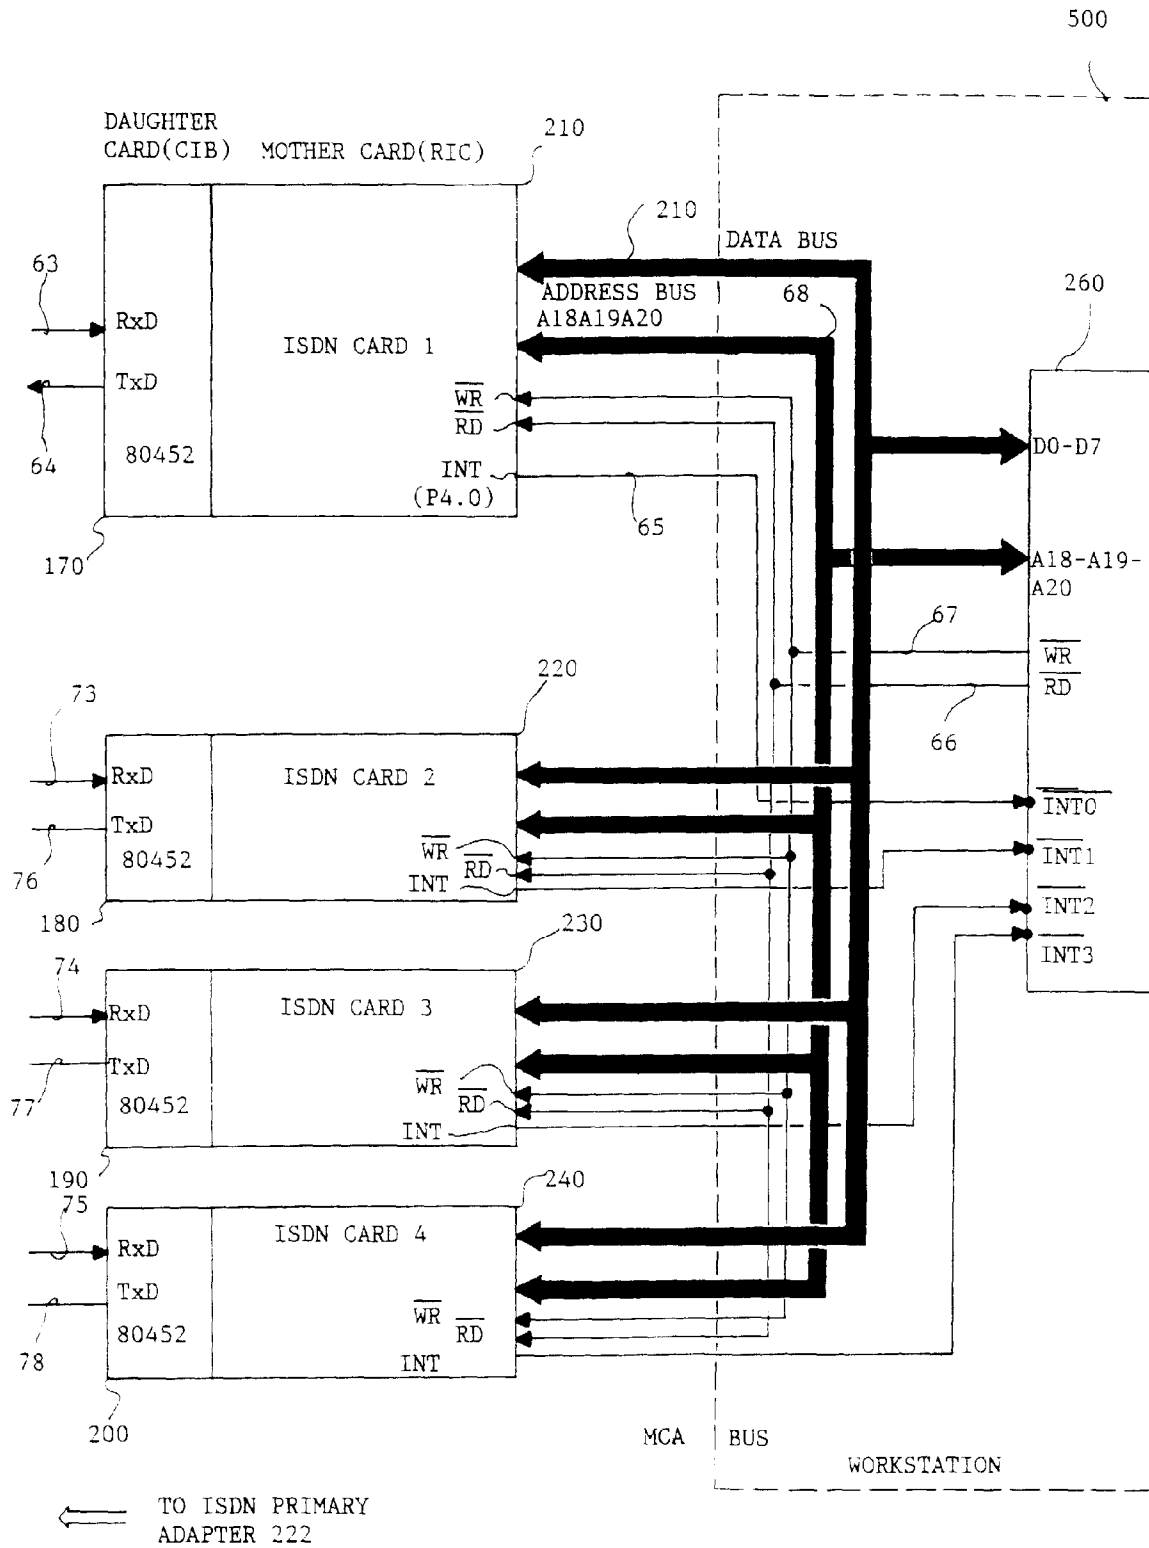 500
DAUGHTER
CARD(CIB)
MOTHER CARD(RIC)
210
210
DATA BUS
63
ADDRESS BUS
A18A19A20
68
260
RxD
ISDN CARD 1
TxD
WR
RD
64
80452
INT
(P4.0)
65
D0-D7
170
A18-A19-
A20
67
WR
RD
66
73
220
RxD
ISDN CARD 2
TxD
INT0
76
80452
WR
RD
INT
INT1
180
INT2
74
230
INT3
RxD
ISDN CARD 3
TxD
WR
77
80452
RD
INT
190
75
240
RxD
ISDN CARD 4
TxD
WR
78
80452
RD
INT
200
MCA
BUS
WORKSTATION
TO ISDN PRIMARY
ADAPTER 222